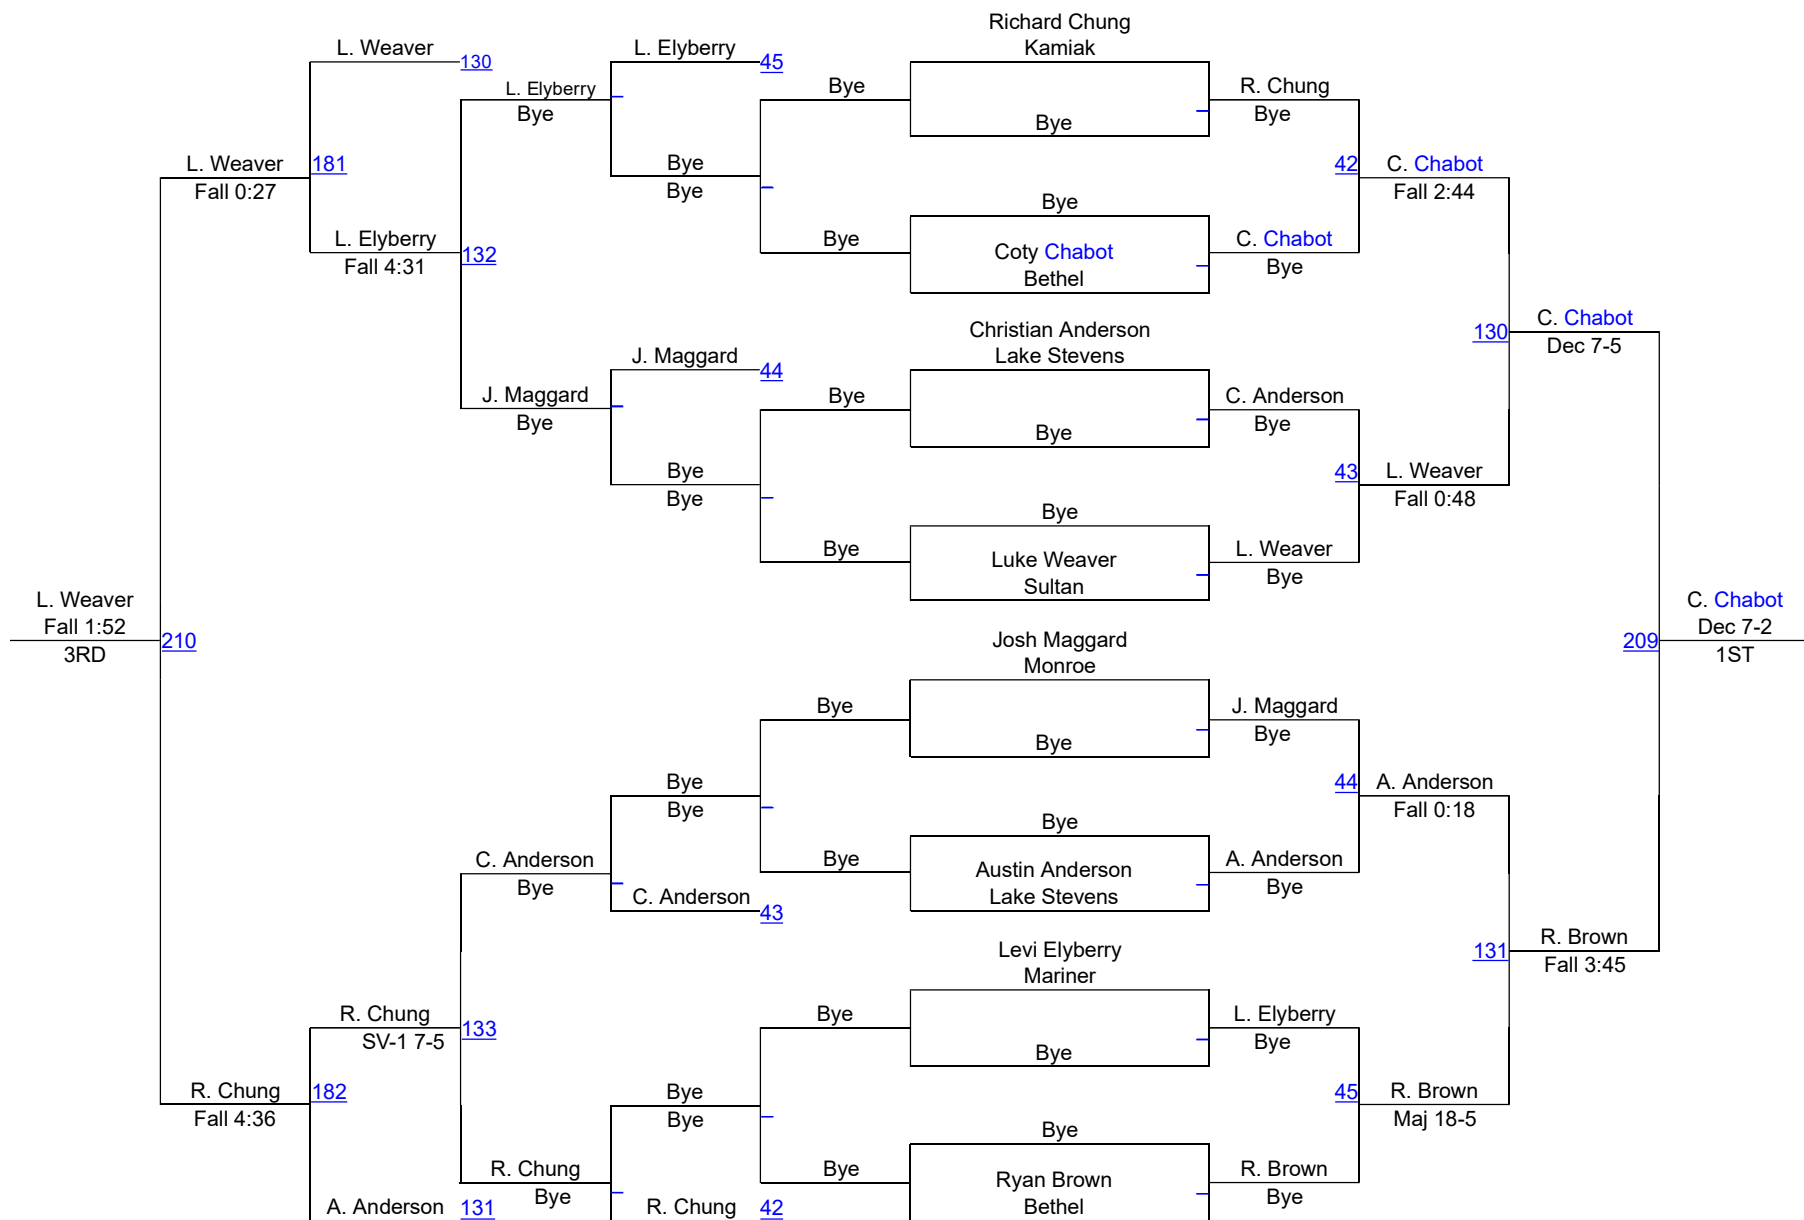 Richard Chung
Kamiak
L. Weaver
130
L. Elyberry
45
L. Elyberry
Bye
Bye
Bye
R. Chung
Bye
L. Weaver
Fall 0:27
181
Bye
Bye
42
C. Chabot
Fall 2:44
Bye
L. Elyberry
Fall 4:31
132
Bye
Coty Chabot
Bethel
C. Chabot
Bye
Christian Anderson
Lake Stevens
130
C. Chabot
Dec 7-5
J. Maggard
44
J. Maggard
Bye
Bye
Bye
C. Anderson
Bye
Bye
Bye
43
L. Weaver
Fall 0:48
Bye
Bye
Luke Weaver
Sultan
L. Weaver
Bye
L. Weaver
Fall 1:52
3RD
210
Josh Maggard
Monroe
209
C. Chabot
Dec 7-2
1ST
Bye
Bye
J. Maggard
Bye
Bye
Bye
44
A. Anderson
Fall 0:18
Bye
C. Anderson
Bye
Bye
Austin Anderson
Lake Stevens
A. Anderson
Bye
C. Anderson
43
Levi Elyberry
Mariner
131
R. Brown
Fall 3:45
R. Chung
SV-1 7-5
133
Bye
Bye
L. Elyberry
Bye
R. Chung
Fall 4:36
182
Bye
Bye
45
R. Brown
Maj 18-5
Bye
R. Chung
Bye
Bye
Ryan Brown
Bethel
R. Brown
Bye
A. Anderson
131
R. Chung
42